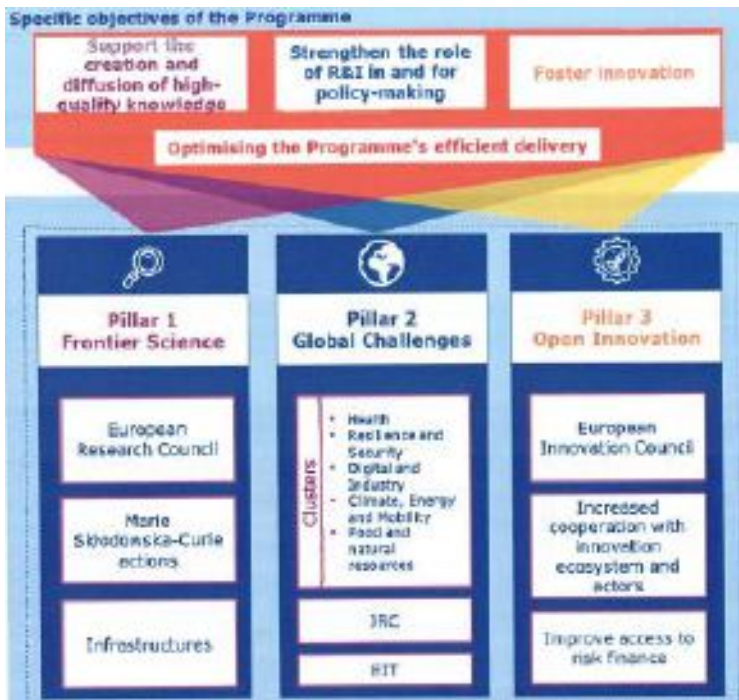 Specific objectives of the Programme
Support the
creation and
diffusion of high-
quality knowledge
Strengthen the role
of R&I in and for
policy-making
Foster innovation
Optimising the Programme's efficient delivery
Pillar 1
Frontier Science
European
Research Council
Marie
Skłodowska-Curie
actions
Infrastructures
Pillar 2
Global Challenges
Clusters
• Health
• Resilience and
Security
• Digital and
Industry
• Climate, Energy
and Mobility
• Food and
natural
resources
JRC
EIT
Pillar 3
Open Innovation
European
Innovation Council
Increased
cooperation with
innovation
ecosystem and
actors
Improve access to
risk finance